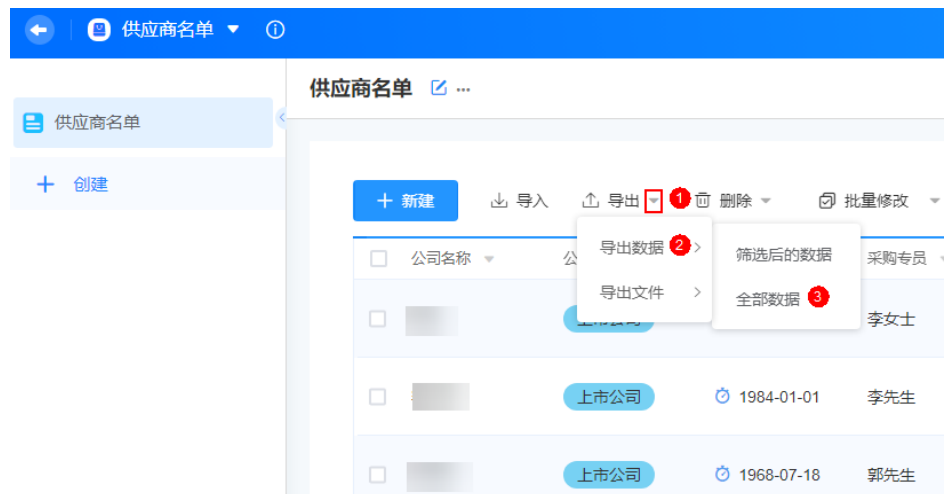 供应商名单
供应商名单 ...
供应商名单
创建
新建 导入 导出 1 删除 批量修改
导出数据 2
导出文件
筛选后的数据
全部数据 3
公司名称 公 采购专员
上市公司 李女士
上市公司 1984-01-01 李先生
上市公司 1968-07-18 郭先生